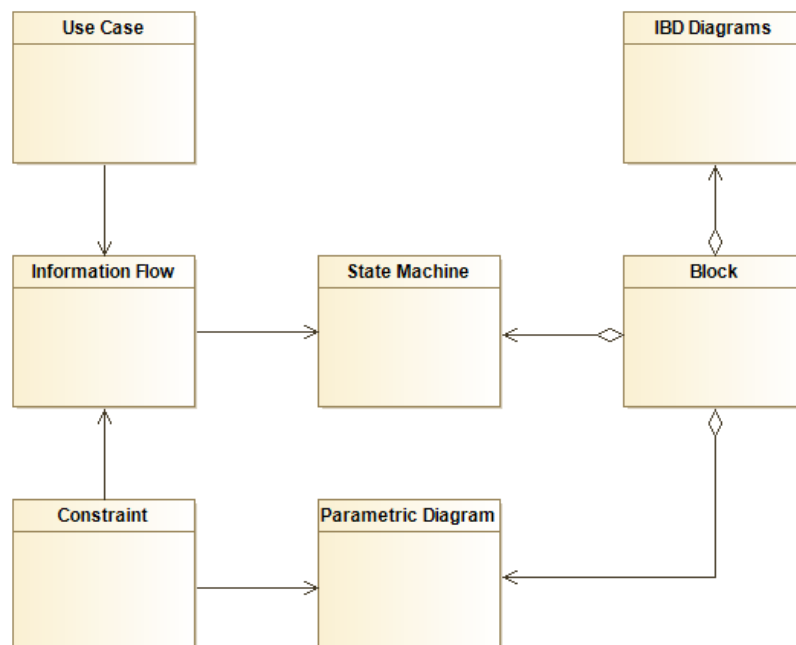 Use Case
IBD Diagrams
Information Flow
State Machine
Block
Constraint
Parametric Diagram